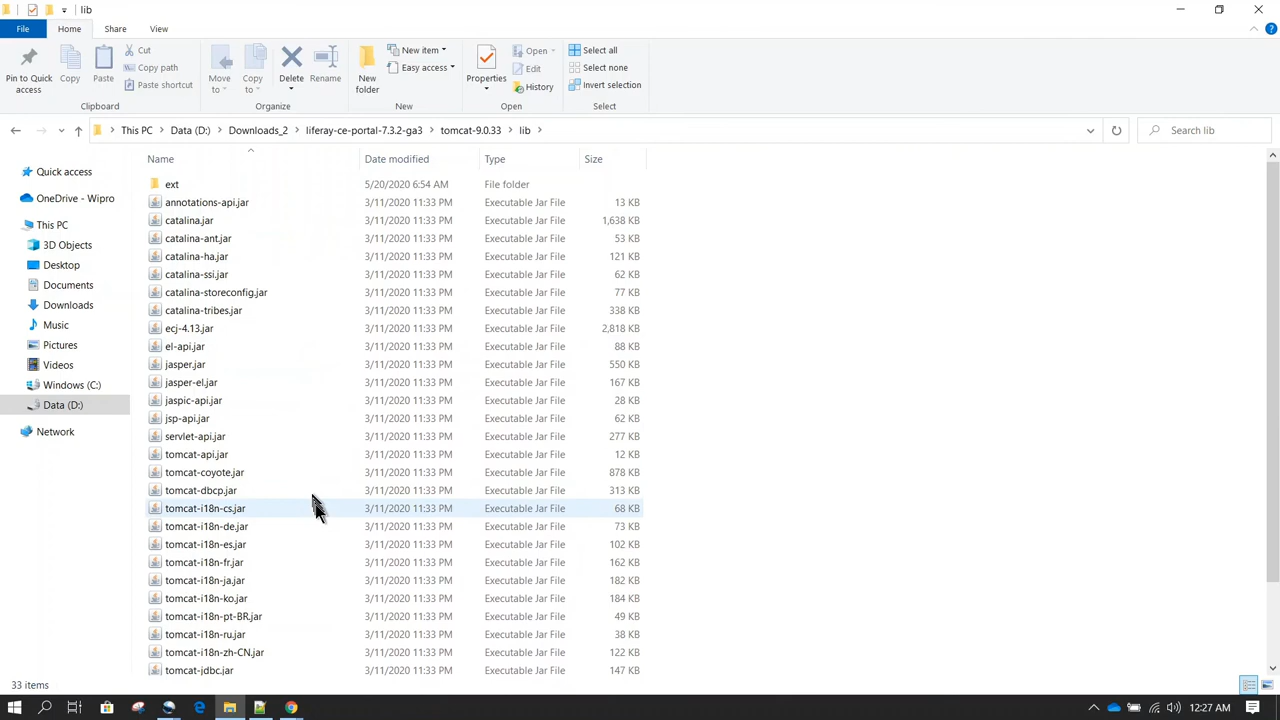 lib
File
Home
Share
View
Pin to Quick access
Copy
Paste
Cut
Copy path
Paste shortcut
Clipboard
Move to
Copy to
Delete
Rename
Organize
New folder
New item
Easy access
New
Properties
Open
Edit
History
Open
Select all
Select none
Invert selection
Select
This PC > Data (D:) > Downloads_2 > liferay-ce-portal-7.3.2-ga3 > tomcat-9.0.33 > lib >
Search lib
Quick access
OneDrive - Wipro
This PC
3D Objects
Desktop
Documents
Downloads
Music
Pictures
Videos
Windows (C:)
Data (D:)
Network
Name Date modified Type Size
ext 5/20/2020 6:54 AM File folder
annotations-api.jar 3/11/2020 11:33 PM Executable Jar File 13 KB
catalina.jar 3/11/2020 11:33 PM Executable Jar File 1,638 KB
catalina-ant.jar 3/11/2020 11:33 PM Executable Jar File 53 KB
catalina-ha.jar 3/11/2020 11:33 PM Executable Jar File 121 KB
catalina-ssi.jar 3/11/2020 11:33 PM Executable Jar File 62 KB
catalina-storeconfig.jar 3/11/2020 11:33 PM Executable Jar File 77 KB
catalina-tribes.jar 3/11/2020 11:33 PM Executable Jar File 338 KB
ecj-4.13.jar 3/11/2020 11:33 PM Executable Jar File 2,818 KB
el-api.jar 3/11/2020 11:33 PM Executable Jar File 88 KB
jasper.jar 3/11/2020 11:33 PM Executable Jar File 550 KB
jasper-el.jar 3/11/2020 11:33 PM Executable Jar File 167 KB
jaspic-api.jar 3/11/2020 11:33 PM Executable Jar File 28 KB
jsp-api.jar 3/11/2020 11:33 PM Executable Jar File 62 KB
servlet-api.jar 3/11/2020 11:33 PM Executable Jar File 277 KB
tomcat-api.jar 3/11/2020 11:33 PM Executable Jar File 12 KB
tomcat-coyote.jar 3/11/2020 11:33 PM Executable Jar File 878 KB
tomcat-dbcp.jar 3/11/2020 11:33 PM Executable Jar File 313 KB
tomcat-i18n-cs.jar 3/11/2020 11:33 PM Executable Jar File 68 KB
tomcat-i18n-de.jar 3/11/2020 11:33 PM Executable Jar File 73 KB
tomcat-i18n-es.jar 3/11/2020 11:33 PM Executable Jar File 102 KB
tomcat-i18n-fr.jar 3/11/2020 11:33 PM Executable Jar File 162 KB
tomcat-i18n-ja.jar 3/11/2020 11:33 PM Executable Jar File 182 KB
tomcat-i18n-ko.jar 3/11/2020 11:33 PM Executable Jar File 184 KB
tomcat-i18n-pt-BR.jar 3/11/2020 11:33 PM Executable Jar File 49 KB
tomcat-i18n-ru.jar 3/11/2020 11:33 PM Executable Jar File 38 KB
tomcat-i18n-zh-CN.jar 3/11/2020 11:33 PM Executable Jar File 122 KB
tomcat-jdbc.jar 3/11/2020 11:33 PM Executable Jar File 147 KB
33 items
12:27 AM